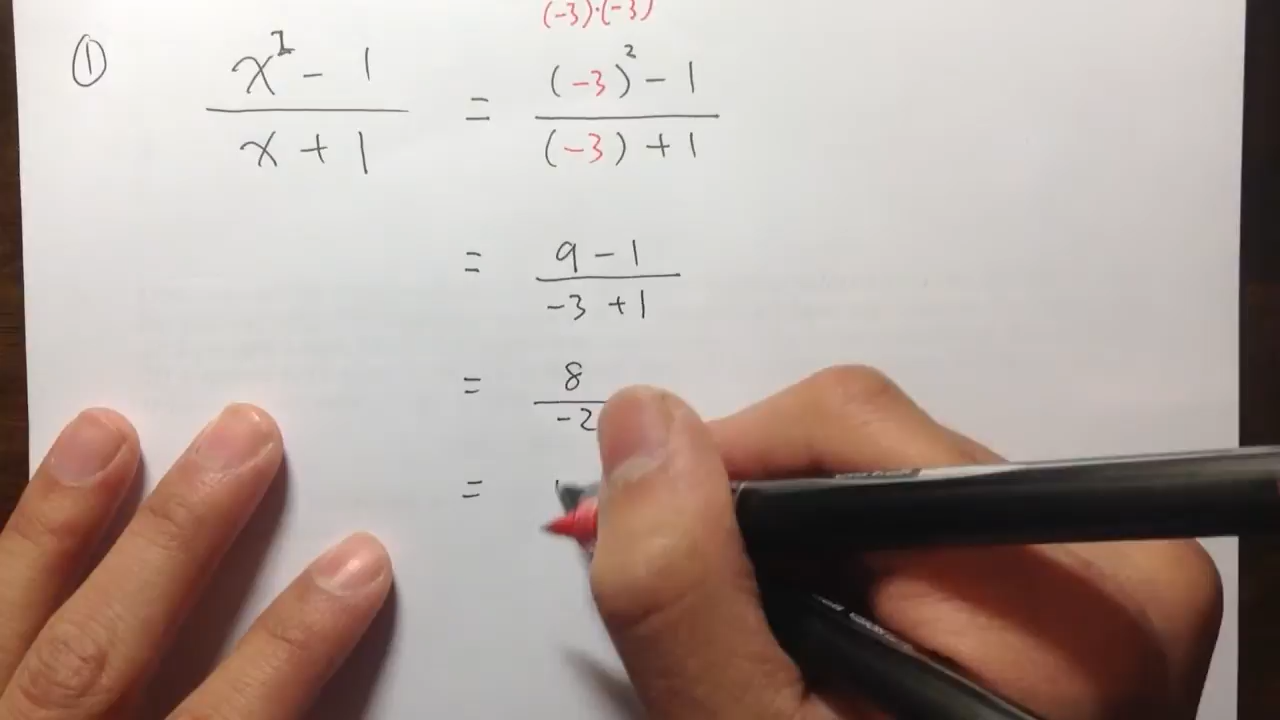 (-3)·(-3)
① x² - 1 / x + 1 = (-3)² - 1 / (-3) + 1
= 9 - 1 / -3 + 1
= 8 / -2
=